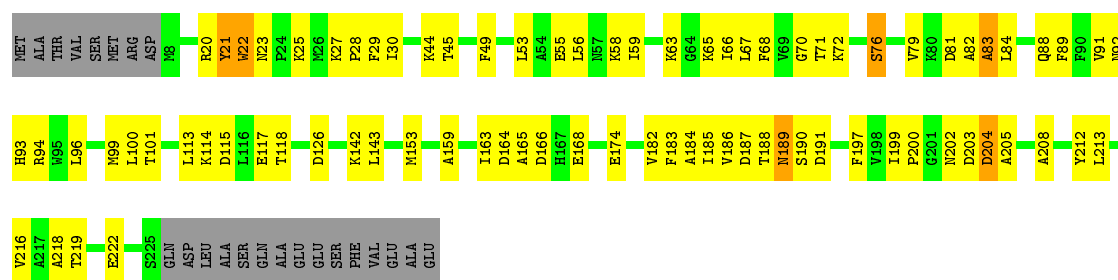 MET ALA THR VAL SER MET ARG ASP M8 R20 Y21 W22 N23 P24 K25 M26 K27 P28 F29 I30 K44 T45 F49 L53 A54 E55 L56 N57 K58 I59 K63 G64 K65 I66 L67 F68 V69 G70 T71 K72 S76 V79 K80 D81 A82 A83 L84 Q88 F89 F90 V91 N92
H93 R94 W95 L96 M99 L100 T101 L113 K114 D115 L116 E117 T118 D126 K142 L143 M153 A159 I163 D164 A165 D166 H167 E168 E174 V182 F183 A184 I185 V186 D187 T188 N189 S190 D191 F197 V198 I199 P200 G201 N202 D203 D204 A205 A208 Y212 L213
V216 A217 A218 T219 E222 S225 GLN ASP LEU ALA SER GLN ALA GLU GLU SER PHE VAL GLU ALA GLU